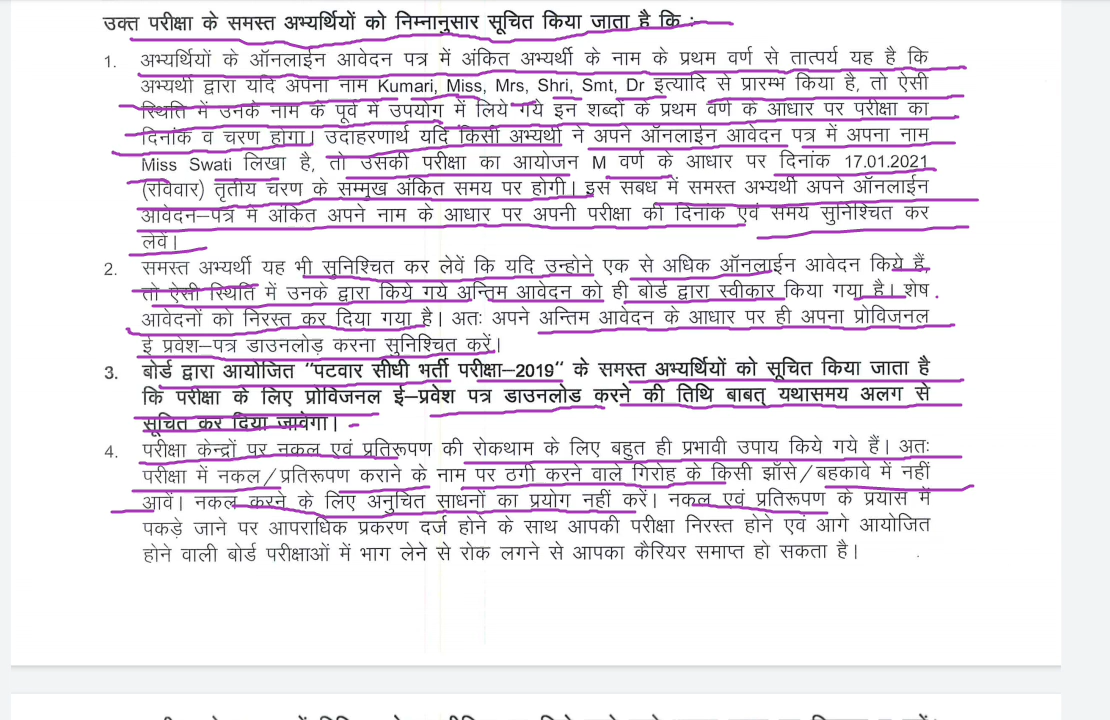 उक्त परीक्षा के समस्त अभ्यर्थियों को निम्नानुसार सूचित किया जाता है कि :
1. अभ्यर्थियों के ऑनलाईन आवेदन पत्र में अंकित अभ्यर्थी के नाम के प्रथम वर्ण से तात्पर्य यह है कि
अभ्यर्थी द्वारा यदि अपना नाम Kumari, Miss, Mrs, Shri, Smt, Dr इत्यादि से प्रारम्भ किया है, तो ऐसी
स्थिति में उनके नाम के पूर्व में उपयोग में लिये गये इन शब्दों के प्रथम वर्ण के आधार पर परीक्षा का
दिनांक व चरण होगा। उदाहरणार्थ यदि किसी अभ्यर्थी ने अपने ऑनलाईन आवेदन पत्र में अपना नाम
Miss Swati लिखा है, तो उसकी परीक्षा का आयोजन M वर्ण के आधार पर दिनांक 17.01.2021
(रविवार) तृतीय चरण के सम्मुख अंकित समय पर होगी। इस संबंध में समस्त अभ्यर्थी अपने ऑनलाईन
आवेदन–पत्र में अंकित अपने नाम के आधार पर अपनी परीक्षा की दिनांक एवं समय सुनिश्चित कर
लेवें।
2. समस्त अभ्यर्थी यह भी सुनिश्चित कर लेवें कि यदि उन्होने एक से अधिक ऑनलाईन आवेदन किये हैं,
तो ऐसी स्थिति में उनके द्वारा किये गये अन्तिम आवेदन को ही बोर्ड द्वारा स्वीकार किया गया है। शेष
आवेदनों को निरस्त कर दिया गया है। अतः अपने अन्तिम आवेदन के आधार पर ही अपना प्रोविजनल
ई प्रवेश–पत्र डाउनलोड़ करना सुनिश्चित करें।
3. बोर्ड द्वारा आयोजित "पटवार सीधी भर्ती परीक्षा–2019" के समस्त अभ्यर्थियों को सूचित किया जाता है
कि परीक्षा के लिए प्रोविजनल ई–प्रवेश पत्र डाउनलोड करने की तिथि बाबत् यथासमय अलग से
सूचित कर दिया जावेगा।
4. परीक्षा केन्द्रों पर नकल एवं प्रतिरूपण की रोकथाम के लिए बहुत ही प्रभावी उपाय किये गये हैं। अतः
परीक्षा में नकल/प्रतिरूपण कराने के नाम पर ठगी करने वाले गिरोह के किसी झाँसे/बहकावे में नहीं
आवें। नकल करने के लिए अनुचित साधनों का प्रयोग नहीं करें। नकल एवं प्रतिरूपण के प्रयास में
पकड़े जाने पर आपराधिक प्रकरण दर्ज होने के साथ आपकी परीक्षा निरस्त होने एवं आगे आयोजित
होने वाली बोर्ड परीक्षाओं में भाग लेने से रोक लगने से आपका कैरियर समाप्त हो सकता है।